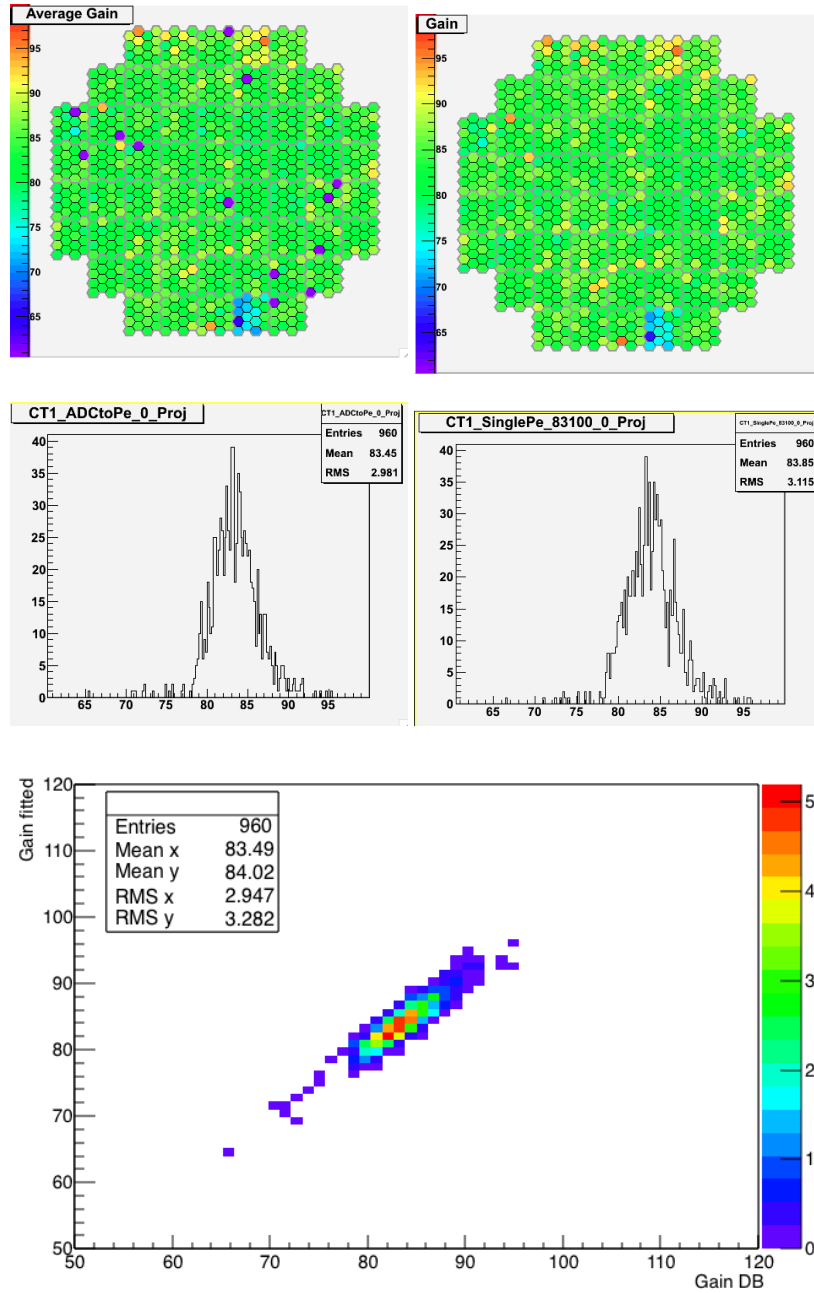 Average Gain
95
90
85
80
75
70
65
Gain
95
90
85
80
75
70
65
CT1_ADCtoPe_0_Proj
CT1_ADCtoPe_0_Proj
Entries 960
Mean 83.45
RMS 2.981
40
35
30
25
20
15
10
5
0
65 70 75 80 85 90 95
CT1_SinglePe_83100_0_Proj
CT1_SinglePe_83100_0_Proj
Entries 960
Mean 83.85
RMS 3.115
40
35
30
25
20
15
10
5
0
65 70 75 80 85 90 95
Gain fitted
120
110
100
90
80
70
60
50
Entries 960
Mean x 83.49
Mean y 84.02
RMS x 2.947
RMS y 3.282
50 60 70 80 90 100 110 120
Gain DB
5
4
3
2
1
0